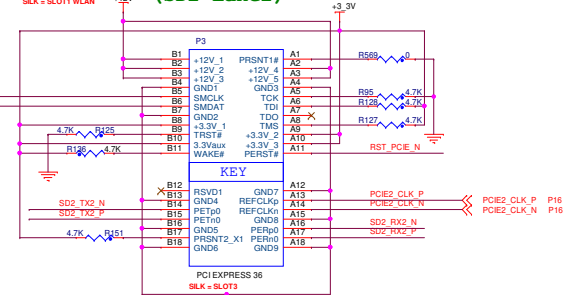 SILK = SLOT1 WLAN
+3_3V
P3
B1 +12V_1 PRSNT1# A1 R569 0
B2 +12V_2 +12V_4 A2
B3 +12V_3 +12V_5 A3
B4 GND1 GND3 A4
B5 SMCLK TCK A5 R95 4.7K
B6 SMDAT TDI A6 R128 4.7K
B7 GND2 TDO A7
B8 +3.3V_1 TMS A8 R127 4.7K
4.7K R125 B9 TRST# +3.3V_2 A9
B10 3.3Vaux +3.3V_3 A10
R126 4.7K B11 WAKE# PERST# A11 RST_PCIE_N
KEY
B12 RSVD1 GND7 A12
B13 GND4 REFCLKp A13 PCIE2_CLK_P PCIE2_CLK_P P16
SD2_TX2_N B14 PETp0 REFCLKn A14 PCIE2_CLK_N PCIE2_CLK_N P16
SD2_TX2_P B15 PETn0 GND8 A15
B16 GND5 PERp0 A16 SD2_RX2_N
4.7K R151 B17 PRSNT2_X1 PERn0 A17 SD2_RX2_P
B18 GND6 GND9 A18
PCI EXPRESS 36
SILK = SLOT3